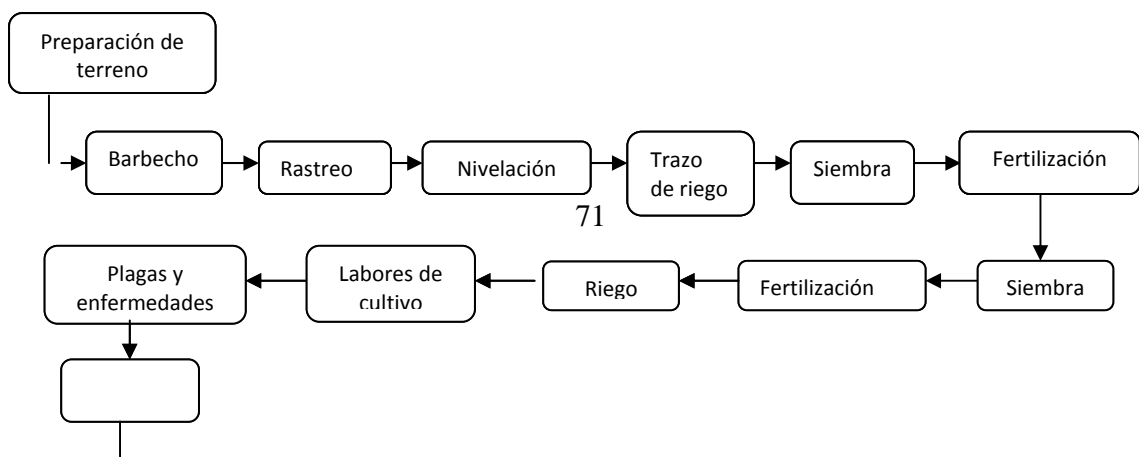 Preparación de
terreno
Barbecho
Rastreo
Nivelación
Trazo
de riego
Siembra
Fertilización
71
Siembra
Fertilización
Riego
Labores de
cultivo
Plagas y
enfermedades